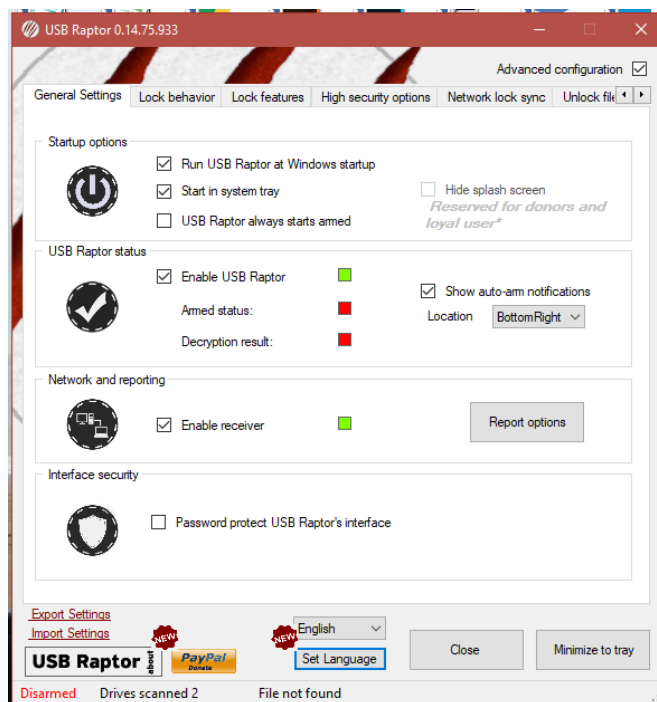 USB Raptor 0.14.75.933
Advanced configuration
General Settings Lock behavior Lock features High security options Network lock sync Unlock file
Startup options
Run USB Raptor at Windows startup
Start in system tray
Hide splash screen
USB Raptor always starts armed
Reserved for donors and
loyal user*
USB Raptor status
Enable USB Raptor
Show auto-arm notifications
Armed status:
Location BottomRight
Decryption result:
Network and reporting
Enable receiver
Report options
Interface security
Password protect USB Raptor's interface
Export Settings
Import Settings
NEW
NEW
English
USB Raptor about
PayPal
Donate
Set Language
Close
Minimize to tray
Disarmed Drives scanned 2 File not found